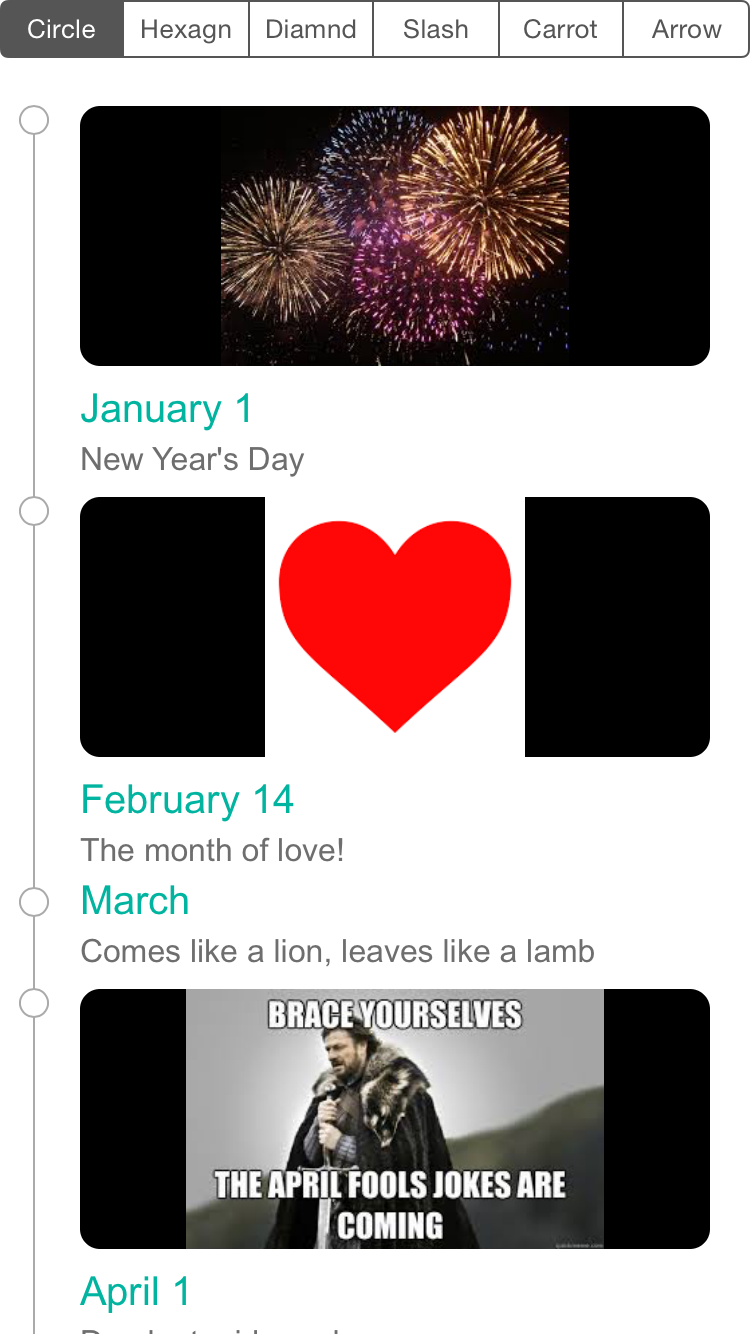 Circle Hexagn Diamnd Slash Carrot Arrow
January 1
New Year's Day
February 14
The month of love!
March
Comes like a lion, leaves like a lamb
BRACE YOURSELVES
THE APRIL FOOLS JOKES ARE
COMING
April 1